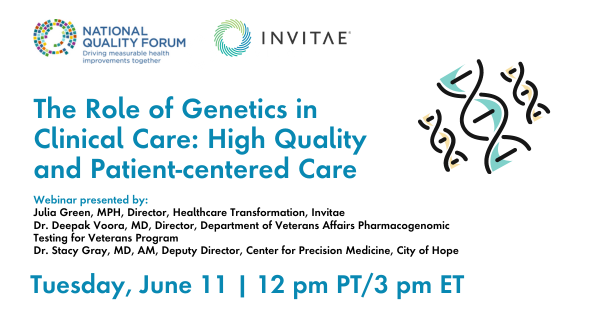 NATIONAL
QUALITY FORUM
Driving measurable health
improvements together
INVITAE
The Role of Genetics in
Clinical Care: High Quality
and Patient-centered Care
Webinar presented by:
Julia Green, MPH, Director, Healthcare Transformation, Invitae
Dr. Deepak Voora, MD, Director, Department of Veterans Affairs Pharmacogenomic
Testing for Veterans Program
Dr. Stacy Gray, MD, AM, Deputy Director, Center for Precision Medicine, City of Hope
Tuesday, June 11 | 12 pm PT/3 pm ET